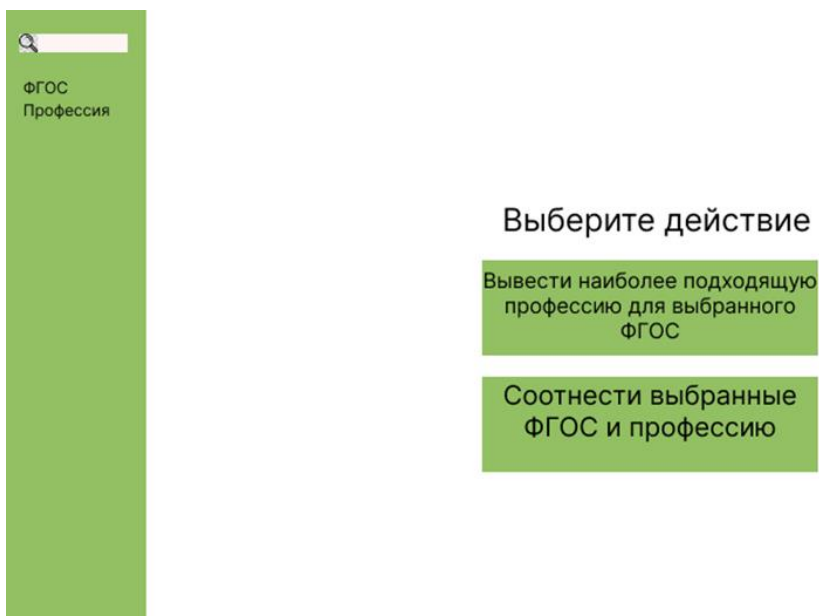 ФГОС
Профессия
Выберите действие
Вывести наиболее подходящую
профессию для выбранного
ФГОС
Соотнести выбранные
ФГОС и профессию